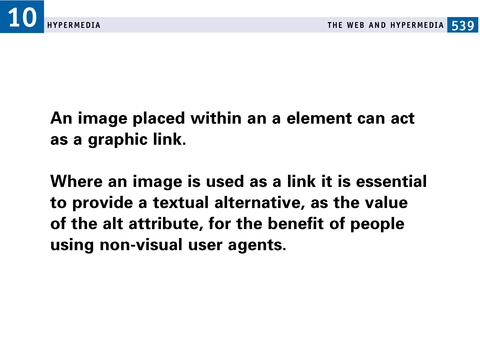 10 HYPERMEDIA THE WEB AND HYPERMEDIA 539
An image placed within an a element can act
as a graphic link.
Where an image is used as a link it is essential
to provide a textual alternative, as the value
of the alt attribute, for the benefit of people
using non-visual user agents.